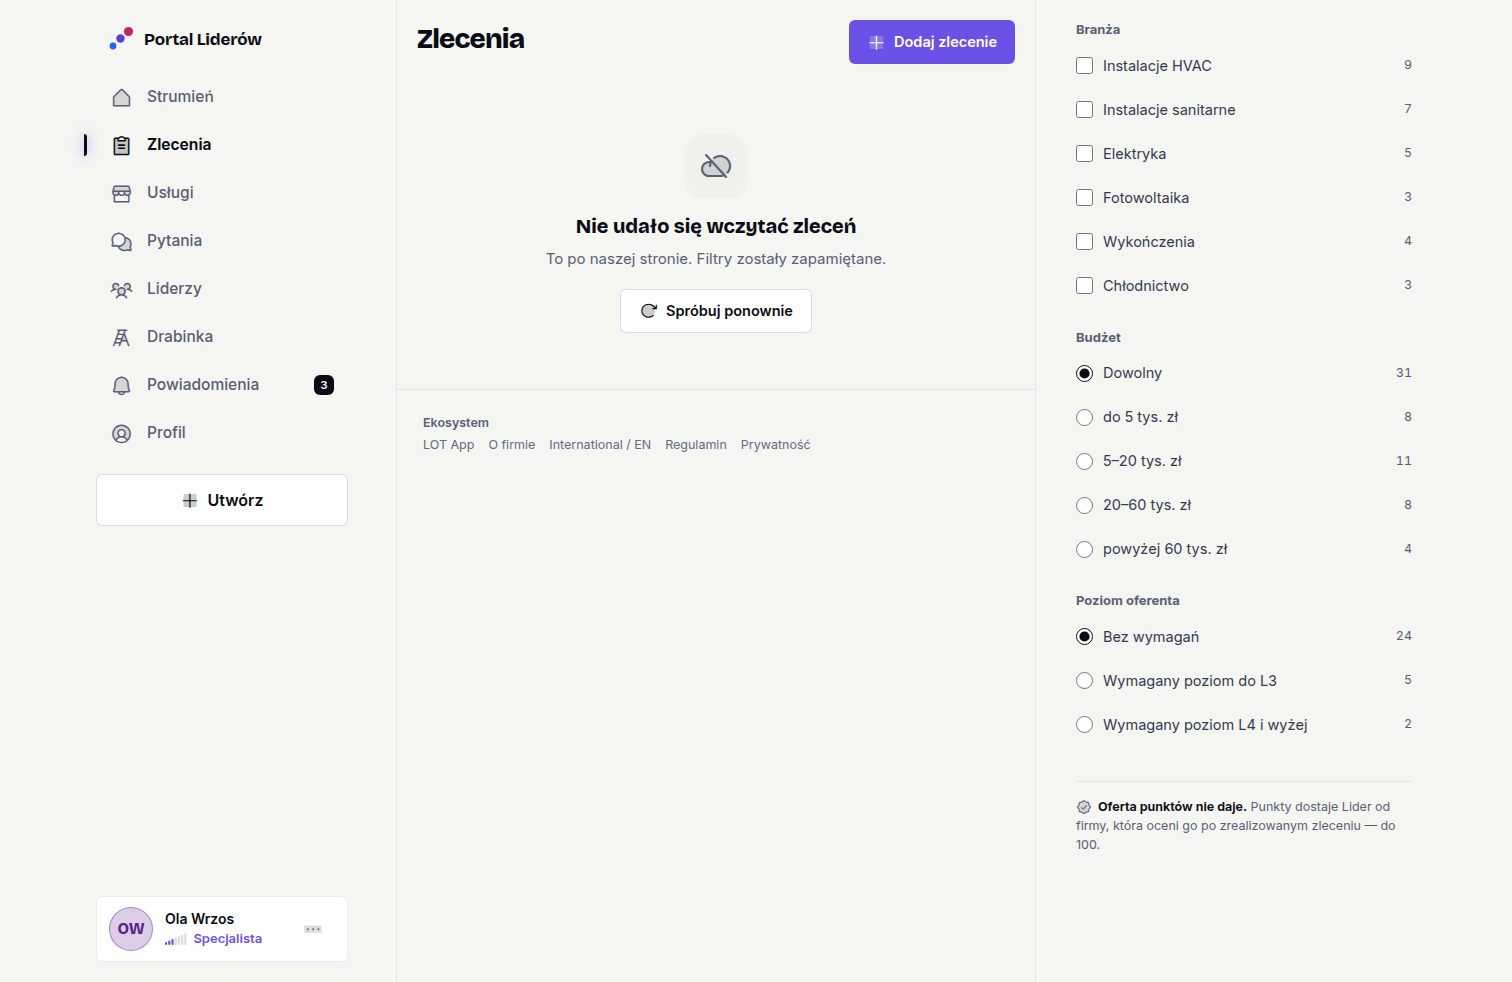 Portal Liderów
Strumień
Zlecenia
Usługi
Pytania
Liderzy
Drabinka
Powiadomienia 3
Profil
Utwórz
OW
Ola Wrzos
Specjalista
Zlecenia
Dodaj zlecenie
Nie udało się wczytać zleceń
To po naszej stronie. Filtry zostały zapamiętane.
Spróbuj ponownie
Ekosystem
LOT App O firmie International / EN Regulamin Prywatność
Branża
Instalacje HVAC 9
Instalacje sanitarne 7
Elektryka 5
Fotowoltaika 3
Wykończenia 4
Chłodnictwo 3
Budżet
Dowolny 31
do 5 tys. zł 8
5–20 tys. zł 11
20–60 tys. zł 8
powyżej 60 tys. zł 4
Poziom oferenta
Bez wymagań 24
Wymagany poziom do L3 5
Wymagany poziom L4 i wyżej 2
Oferta punktów nie daje. Punkty dostaje Lider od
firmy, która oceni go po zrealizowanym zleceniu — do
100.